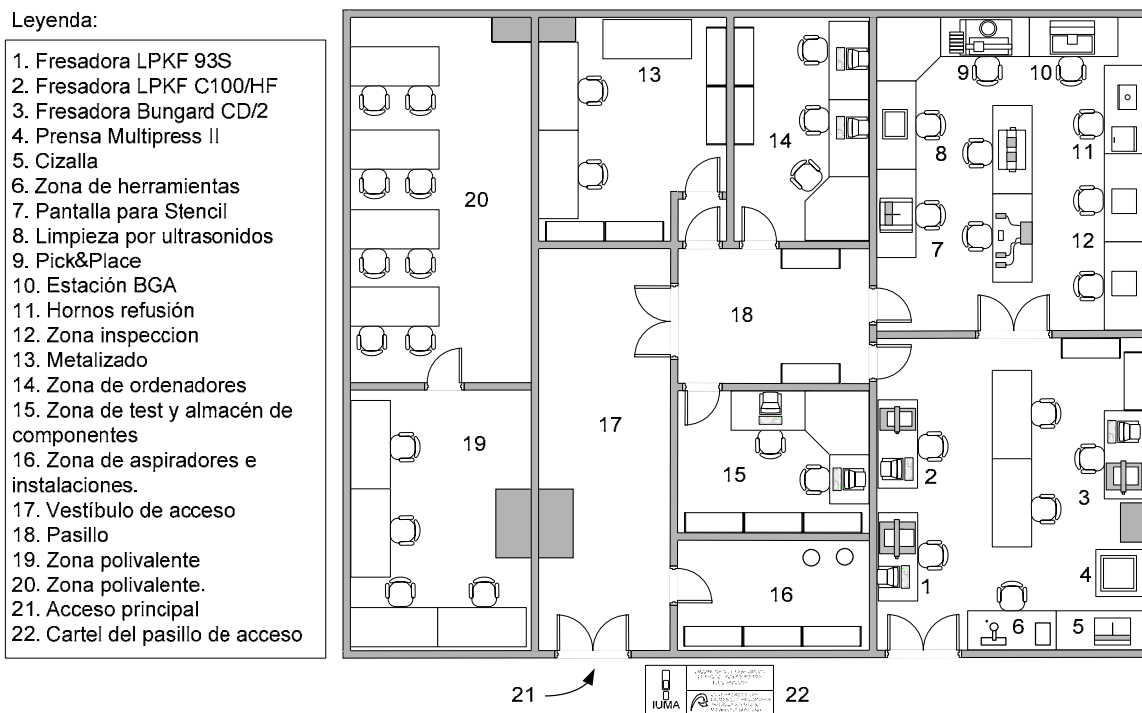 Leyenda:
1. Fresadora LPKF 93S
2. Fresadora LPKF C100/HF
3. Fresadora Bungard CD/2
4. Prensa Multipress II
5. Cizalla
6. Zona de herramientas
7. Pantalla para Stencil
8. Limpieza por ultrasonidos
9. Pick&Place
10. Estación BGA
11. Hornos refusión
12. Zona inspeccion
13. Metalizado
14. Zona de ordenadores
15. Zona de test y almacén de
componentes
16. Zona de aspiradores e
instalaciones.
17. Vestíbulo de acceso
18. Pasillo
19. Zona polivalente
20. Zona polivalente.
21. Acceso principal
22. Cartel del pasillo de acceso
13
9
10
14
8
11
20
7
12
18
19
17
15
2
3
16
1
4
6
5
21
22
IUMA